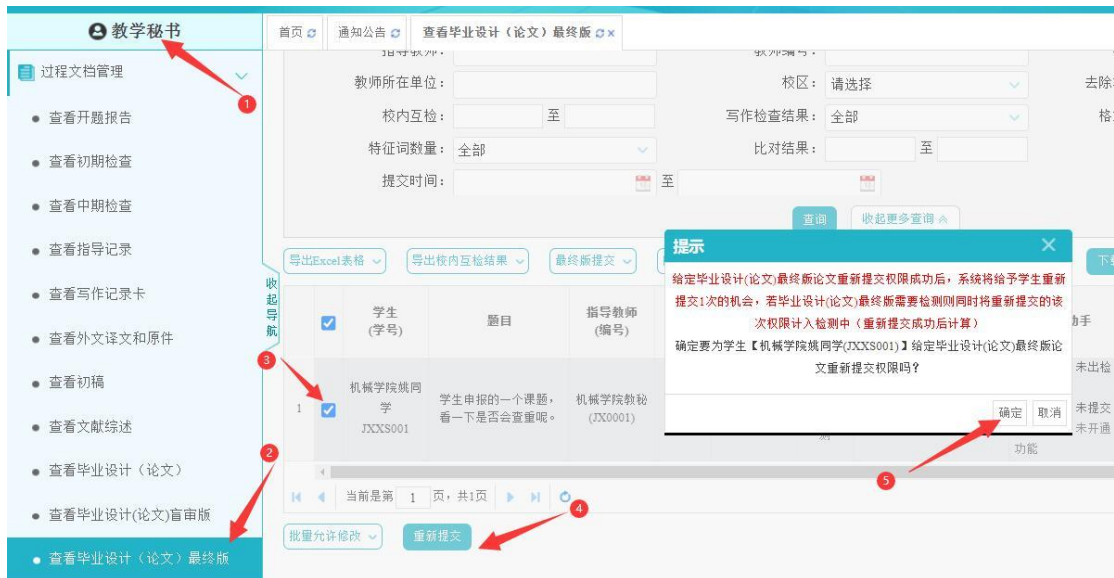 教学秘书
首页 通知公告 查看毕业设计（论文）最终版
过程文档管理
1
查看开题报告
查看初期检查
查看中期检查
查看指导记录
查看写作记录卡
查看外文译文和原件
查看初稿
查看文献综述
查看毕业设计（论文）
查看毕业设计(论文)盲审版
2
查看毕业设计（论文）最终版
收起导航
指导教师： 教师编号：
教师所在单位： 校区： 请选择 去除
校内互检： 至 写作检查结果： 全部 格
特征词数量： 全部 比对结果： 至
提交时间： 至
查询 收起更多查询
导出Excel表格 导出校内互检结果 最终版提交 下
学生 题目 指导教师 助手
(学号) (编号)
3
1 机械学院姚同学 JXXS001 学生申报的一个课题，看一下是否会查重呢。 机械学院教秘 (JX0001) 未出检
未提交
未开通
功能
提示
给定毕业设计(论文)最终版论文重新提交权限成功后，系统将给予学生重新
提交1次的机会，若毕业设计(论文)最终版需要检测则同时将重新提交的该
次权限计入检测中（重新提交成功后计算）
确定要为学生【机械学院姚同学(JXXS001)】给定毕业设计(论文)最终版论
文重新提交权限吗？
确定 取消
5
当前是第 1 页，共1页
4
批量允许修改 重新提交